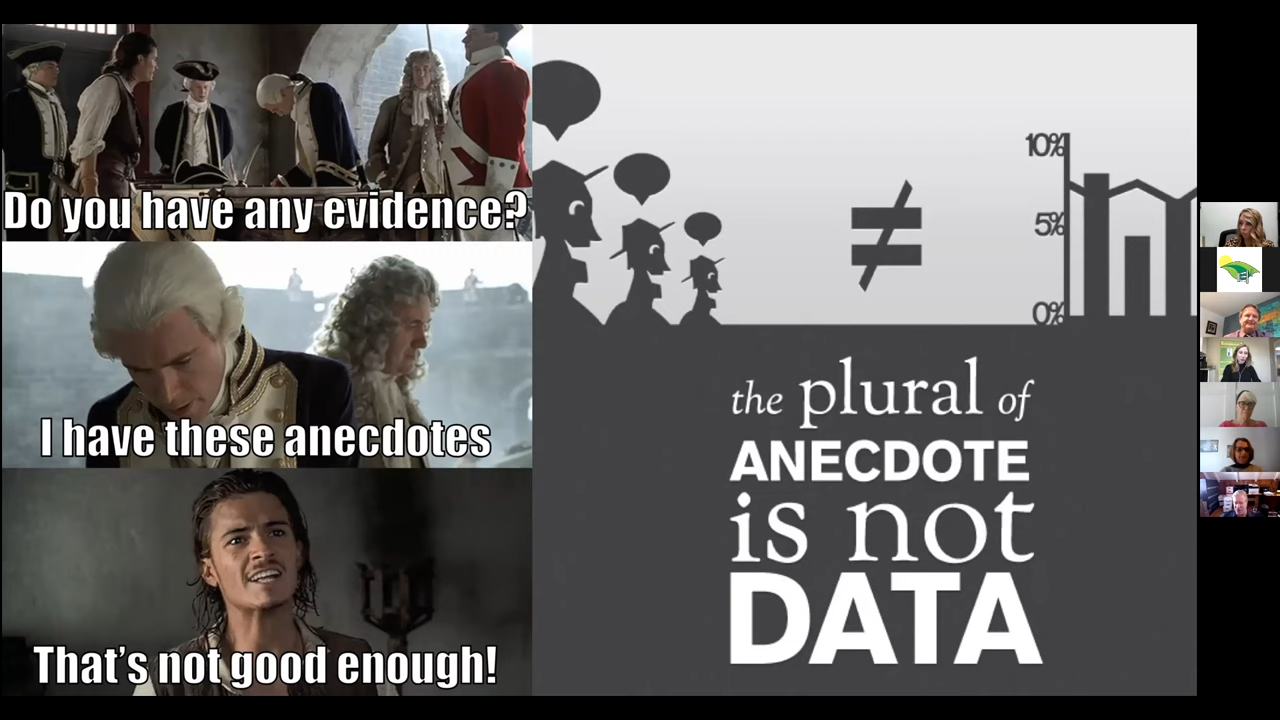 Do you have any evidence?
I have these anecdotes
That's not good enough!
10%
5%
0%
the plural of
ANECDOTE
is not
DATA